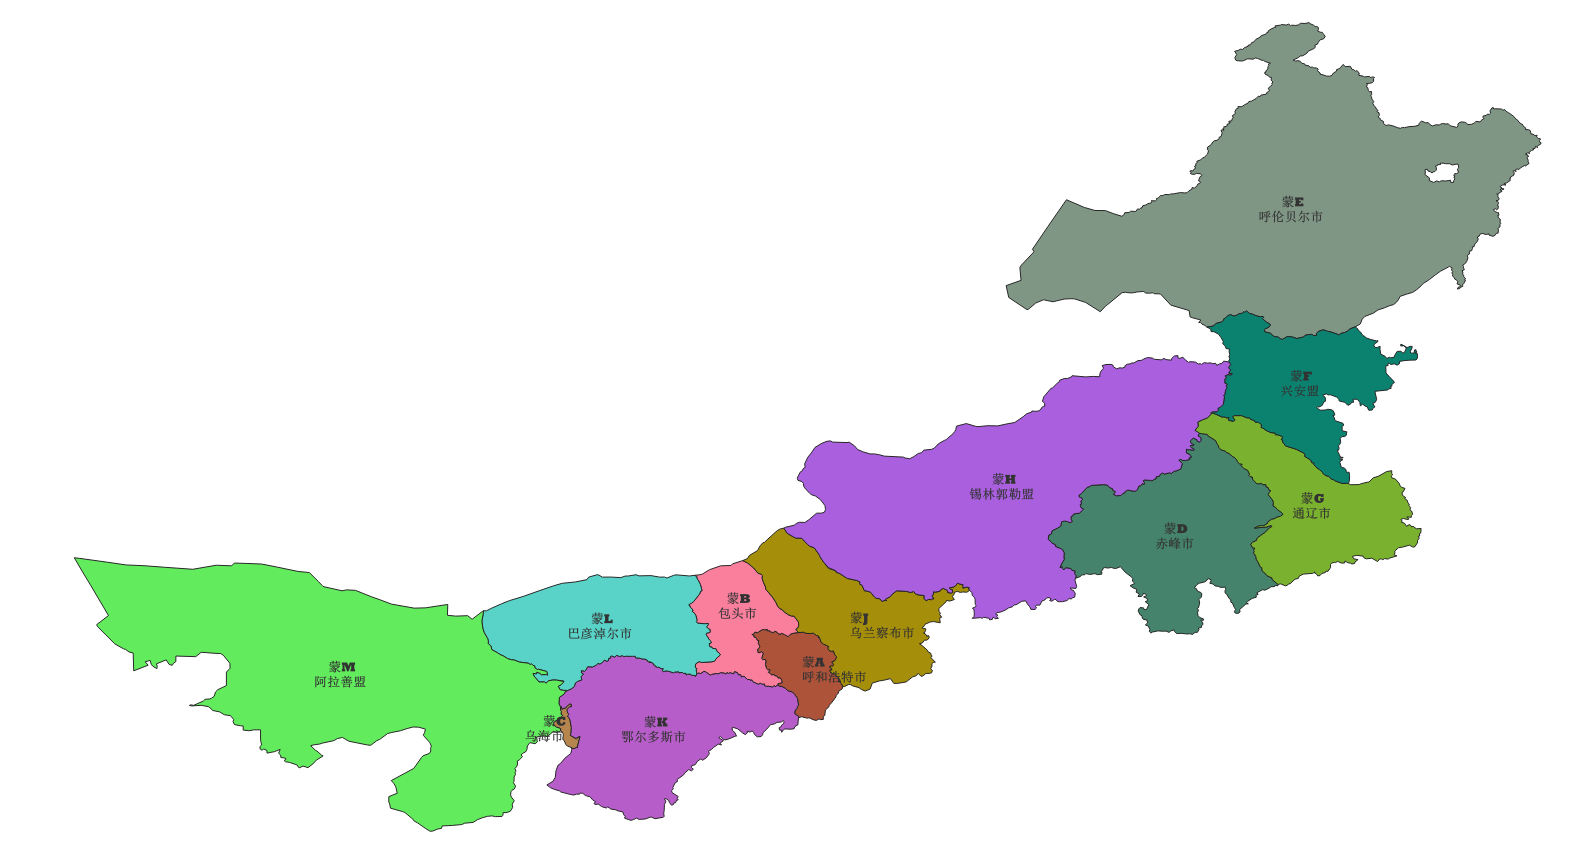 蒙E
呼伦贝尔市
蒙F
兴安盟
蒙H
锡林郭勒盟
蒙G
通辽市
蒙D
赤峰市
蒙B
包头市
蒙L
巴彦淖尔市
蒙J
乌兰察布市
蒙M
阿拉善盟
蒙A
呼和浩特市
蒙C
乌海市
蒙K
鄂尔多斯市